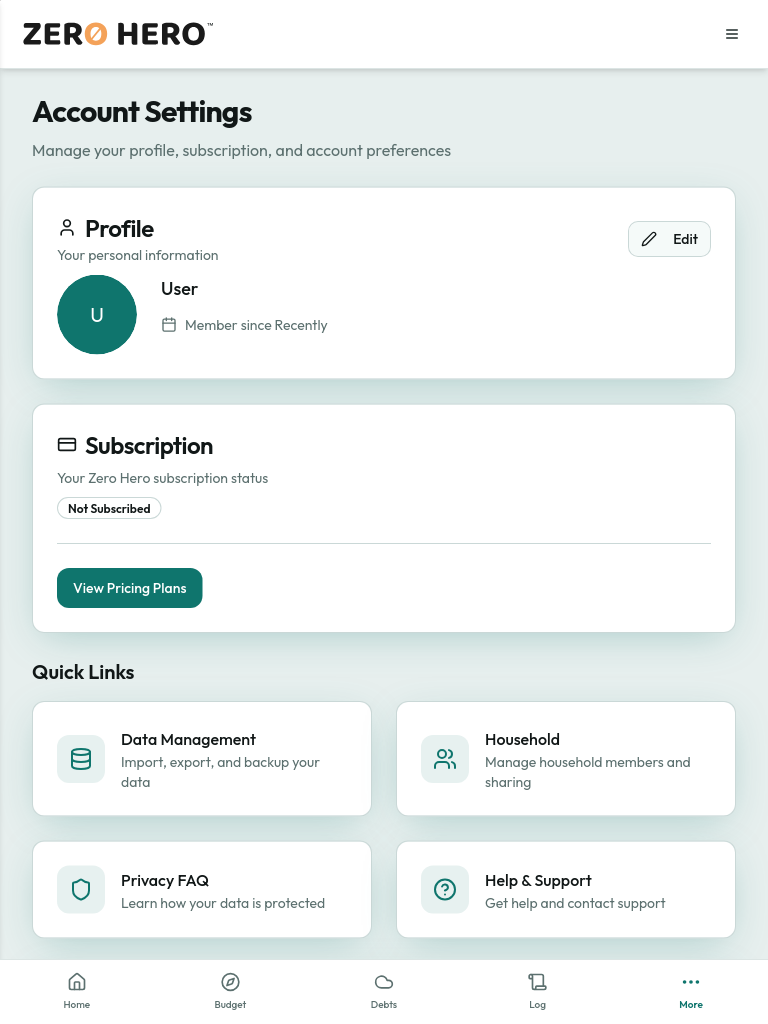 ZERO HERO™
Account Settings
Manage your profile, subscription, and account preferences
Profile
Edit
Your personal information
U
User
Member since Recently
Subscription
Your Zero Hero subscription status
Not Subscribed
View Pricing Plans
Quick Links
Data Management
Import, export, and backup your
data
Household
Manage household members and
sharing
Privacy FAQ
Learn how your data is protected
Help & Support
Get help and contact support
Home
Budget
Debts
Log
More